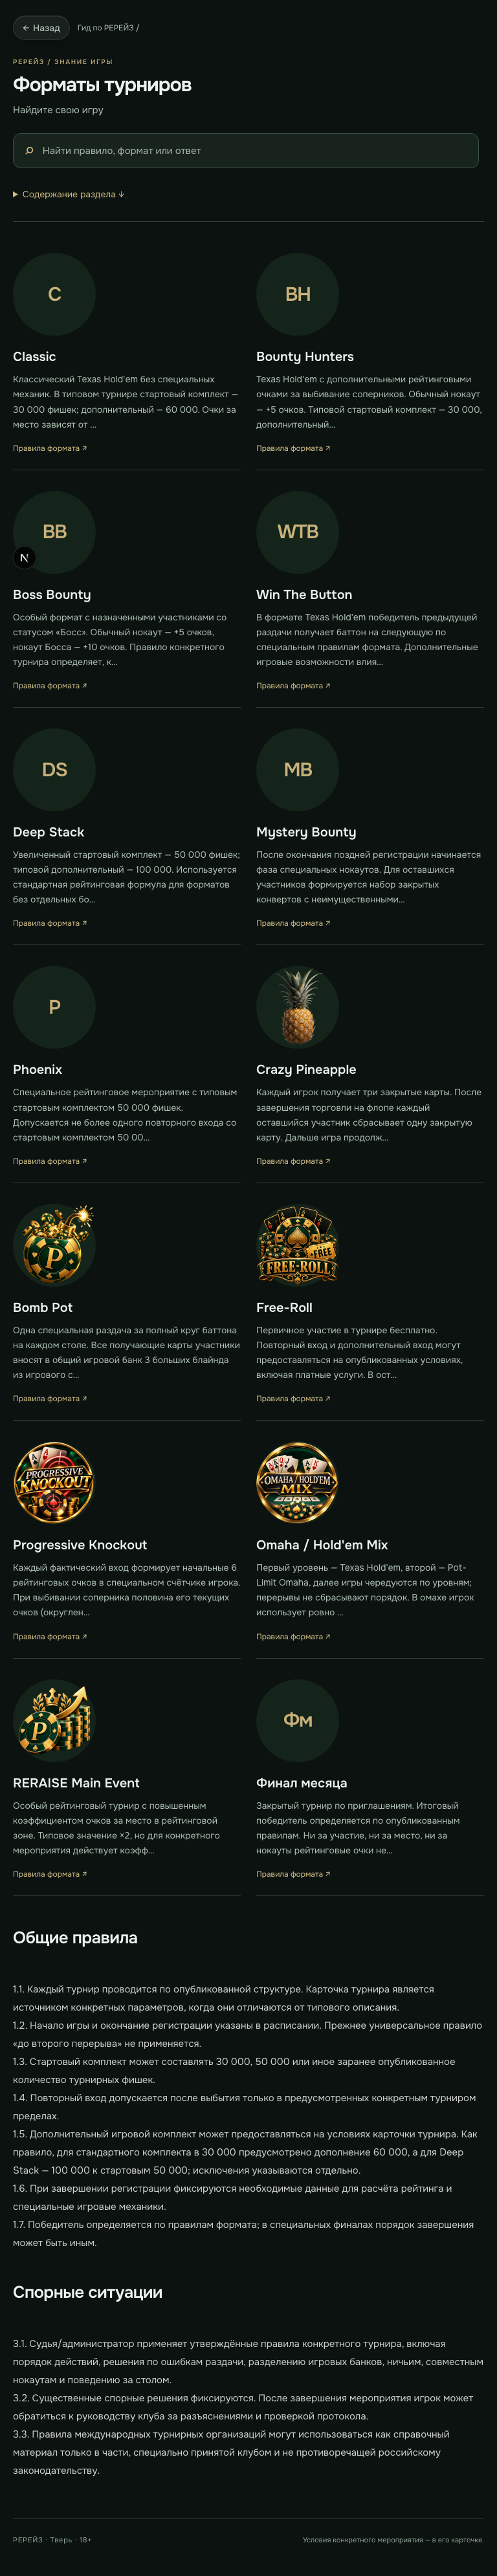 ← Назад
Гид по РЕРЕЙЗ /
РЕРЕЙЗ / ЗНАНИЕ ИГРЫ
Форматы турниров
Найдите свою игру
Найти правило, формат или ответ
▶ Содержание раздела ↓
C
Classic
Классический Texas Hold'em без специальных
механик. В типовом турнире стартовый комплект —
30 000 фишек; дополнительный — 60 000. Очки за
место зависят от ...
Правила формата ↗
BH
Bounty Hunters
Texas Hold'em с дополнительными рейтинговыми
очками за выбивание соперников. Обычный нокаут
— +5 очков. Типовой стартовый комплект — 30 000,
дополнительный...
Правила формата ↗
BB
N
Boss Bounty
Особый формат с назначенными участниками со
статусом «Босс». Обычный нокаут — +5 очков,
нокаут Босса — +10 очков. Правило конкретного
турнира определяет, к...
Правила формата ↗
WTB
Win The Button
В формате Texas Hold'em победитель предыдущей
раздачи получает баттон на следующую по
специальным правилам формата. Дополнительные
игровые возможности влия...
Правила формата ↗
DS
Deep Stack
Увеличенный стартовый комплект — 50 000 фишек;
типовой дополнительный — 100 000. Используется
стандартная рейтинговая формула для форматов
без отдельных бо...
Правила формата ↗
MB
Mystery Bounty
После окончания поздней регистрации начинается
фаза специальных нокаутов. Для оставшихся
участников формируется набор закрытых
конвертов с неимущественными...
Правила формата ↗
P
Phoenix
Специальное рейтинговое мероприятие с типовым
стартовым комплектом 50 000 фишек.
Допускается не более одного повторного входа со
стартовым комплектом 50 00...
Правила формата ↗
Crazy Pineapple
Каждый игрок получает три закрытые карты. После
завершения торговли на флопе каждый
оставшийся участник сбрасывает одну закрытую
карту. Дальше игра продолж...
Правила формата ↗
P
Bomb Pot
Одна специальная раздача за полный круг баттона
на каждом столе. Все получающие карты участники
вносят в общий игровой банк 3 больших блайнда
из игрового с...
Правила формата ↗
FREE
FREE-ROLL
Free-Roll
Первичное участие в турнире бесплатно.
Повторный вход и дополнительный вход могут
предоставляться на опубликованных условиях,
включая платные услуги. В ост...
Правила формата ↗
PROGRESSIVE
KNOCKOUT
Progressive Knockout
Каждый фактический вход формирует начальные 6
рейтинговых очков в специальном счётчике игрока.
При выбивании соперника половина его текущих
очков (округлен...
Правила формата ↗
OMAHA / HOLD'EM
MIX
Omaha / Hold'em Mix
Первый уровень — Texas Hold'em, второй — Pot-
Limit Omaha, далее игры чередуются по уровням;
перерывы не сбрасывают порядок. В омахе игрок
использует ровно ...
Правила формата ↗
P
RERAISE Main Event
Особый рейтинговый турнир с повышенным
коэффициентом очков за место в рейтинговой
зоне. Типовое значение ×2, но для конкретного
мероприятия действует коэфф...
Правила формата ↗
Фм
Финал месяца
Закрытый турнир по приглашениям. Итоговый
победитель определяется по опубликованным
правилам. Ни за участие, ни за место, ни за
нокауты рейтинговые очки не...
Правила формата ↗
Общие правила
1.1. Каждый турнир проводится по опубликованной структуре. Карточка турнира является
источником конкретных параметров, когда они отличаются от типового описания.
1.2. Начало игры и окончание регистрации указаны в расписании. Прежнее универсальное правило
«до второго перерыва» не применяется.
1.3. Стартовый комплект может составлять 30 000, 50 000 или иное заранее опубликованное
количество турнирных фишек.
1.4. Повторный вход допускается после выбытия только в предусмотренных конкретным турниром
пределах.
1.5. Дополнительный игровой комплект может предоставляться на условиях карточки турнира. Как
правило, для стандартного комплекта в 30 000 предусмотрено дополнение 60 000, а для Deep
Stack — 100 000 к стартовым 50 000; исключения указываются отдельно.
1.6. При завершении регистрации фиксируются необходимые данные для расчёта рейтинга и
специальные игровые механики.
1.7. Победитель определяется по правилам формата; в специальных финалах порядок завершения
может быть иным.
Спорные ситуации
3.1. Судья/администратор применяет утверждённые правила конкретного турнира, включая
порядок действий, решения по ошибкам раздачи, разделению игровых банков, ничьим, совместным
нокаутам и поведению за столом.
3.2. Существенные спорные решения фиксируются. После завершения мероприятия игрок может
обратиться к руководству клуба за разъяснениями и проверкой протокола.
3.3. Правила международных турнирных организаций могут использоваться как справочный
материал только в части, специально принятой клубом и не противоречащей российскому
законодательству.
РЕРЕЙЗ · Тверь · 18+
Условия конкретного мероприятия — в его карточке.